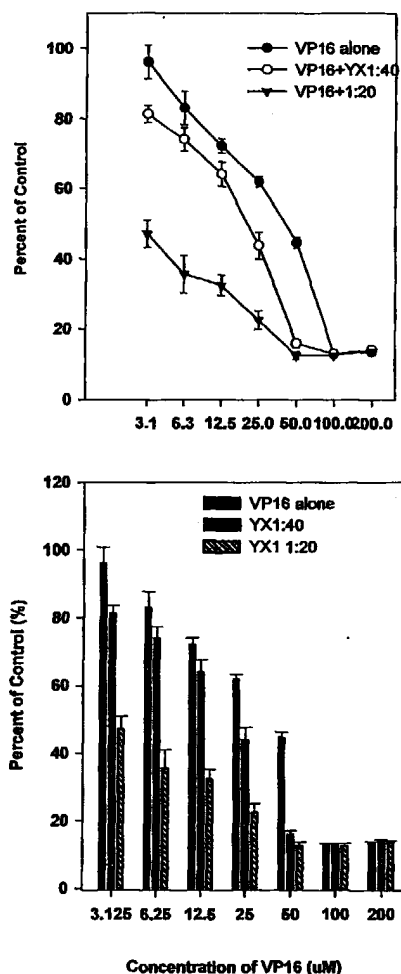 100
80
60
40
20
0
Percent of Control
VP16 alone
VP16+YX1:40
VP16+1:20
3.1 6.3 12.5 25.0 50.0 100.0 200.0
120
100
80
60
40
20
0
Percent of Control (%)
VP16 alone
YX1:40
YX1 1:20
3.125 6.25 12.5 25 50 100 200
Concentration of VP16 (uM)